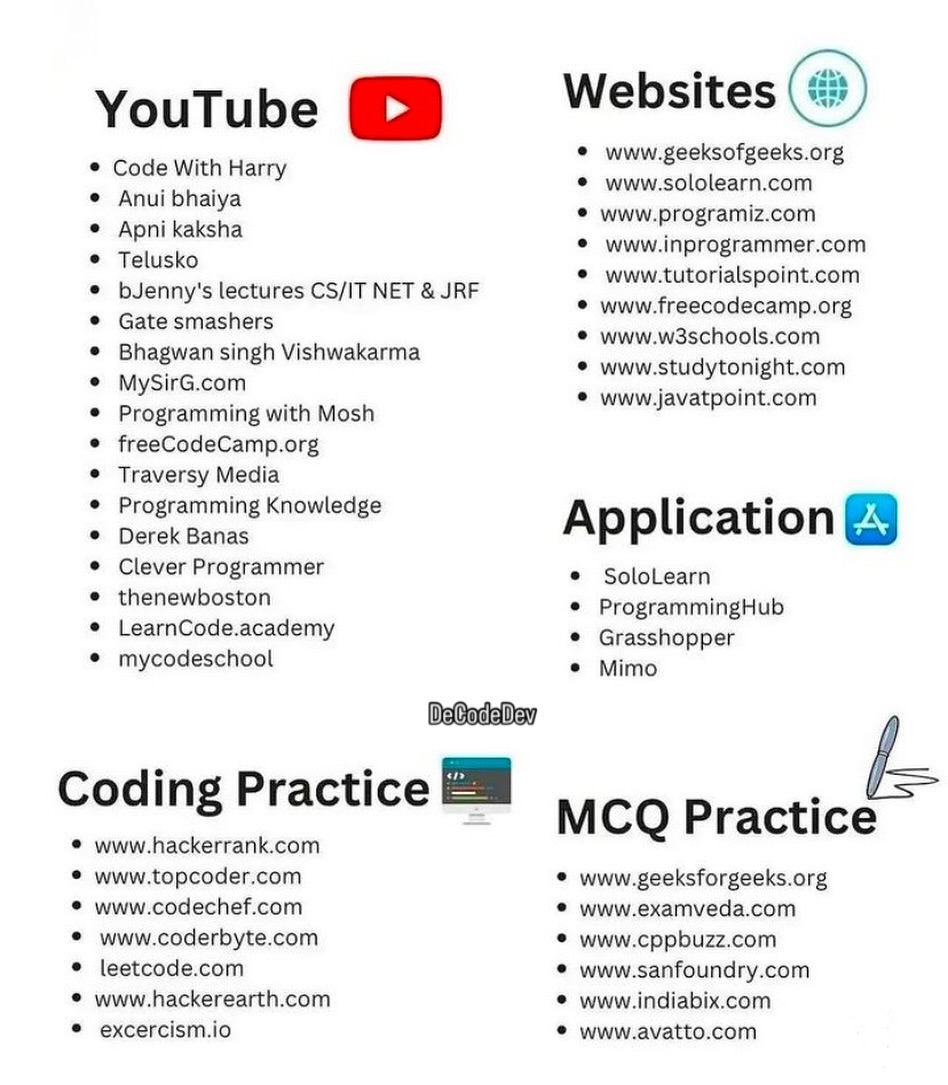 YouTube
Code With Harry
Anui bhaiya
Apni kaksha
Telusko
bJenny's lectures CS/IT NET & JRF
Gate smashers
Bhagwan singh Vishwakarma
MySirG.com
Programming with Mosh
freeCodeCamp.org
Traversy Media
Programming Knowledge
Derek Banas
Clever Programmer
thenewboston
LearnCode.academy
mycodeschool
Websites
www.geeksofgeeks.org
www.sololearn.com
www.programiz.com
www.inprogrammer.com
www.tutorialspoint.com
www.freecodecamp.org
www.w3schools.com
www.studytonight.com
www.javatpoint.com
Application
SoloLearn
ProgrammingHub
Grasshopper
Mimo
DeCodeDev
Coding Practice
</>
www.hackerrank.com
www.topcoder.com
www.codechef.com
www.coderbyte.com
leetcode.com
www.hackerearth.com
excercism.io
MCQ Practice
www.geeksforgeeks.org
www.examveda.com
www.cppbuzz.com
www.sanfoundry.com
www.indiabix.com
www.avatto.com